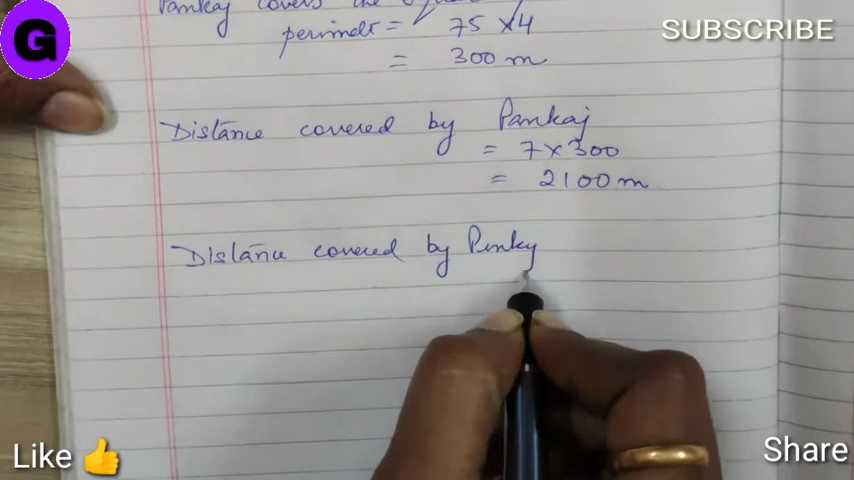 G
SUBSCRIBE
Pankaj covers the
perimeter = 75 × 4
= 300 m
Distance covered by Pankaj
= 7 × 300
= 2100 m
Distance covered by Pinky
Like 👍
Share